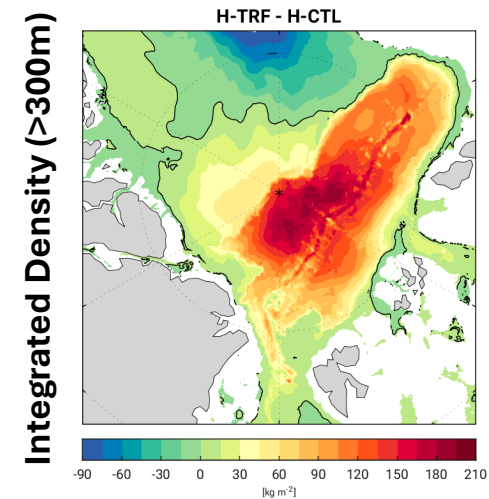 H-TRF - H-CTL
Integrated Density (>300m)
-90 -60 -30 0 30 60 90 120 150 180 210
[kg m⁻²]